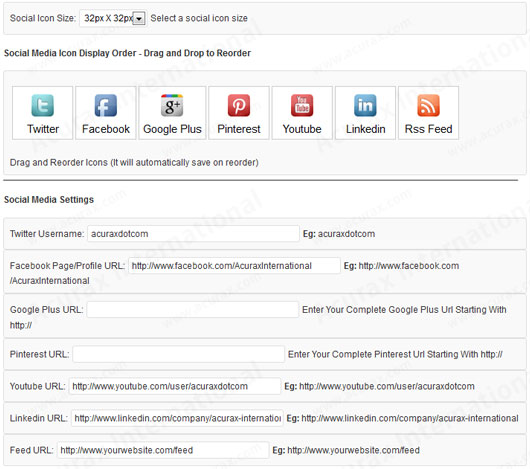 Social Icon Size: 32px X 32px Select a social icon size
Social Media Icon Display Order - Drag and Drop to Reorder
Twitter Facebook Google Plus Pinterest Youtube Linkedin Rss Feed
Drag and Reorder Icons (It will automatically save on reorder)
Social Media Settings
Twitter Username: acuraxdotcom Eg: acuraxdotcom
Facebook Page/Profile URL: http://www.facebook.com/AcuraxInternational Eg: http://www.facebook.com
/AcuraxInternational
Google Plus URL: Enter Your Complete Google Plus Url Starting With
http://
Pinterest URL: Enter Your Complete Pinterest Url Starting With http://
Youtube URL: http://www.youtube.com/user/acuraxdotcom Eg: http://www.youtube.com/user/acuraxdotcom
Linkedin URL: http://www.linkedin.com/company/acurax-internation Eg: http://www.linkedin.com/company/acurax-international
Feed URL: http://www.yourwebsite.com/feed Eg: http://www.yourwebsite.com/feed
Acurax International
www.acurax.com